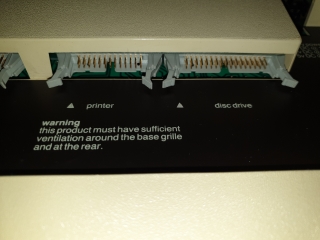 printer disc drive
warning
this product must have sufficient
ventilation around the base grille
and at the rear.